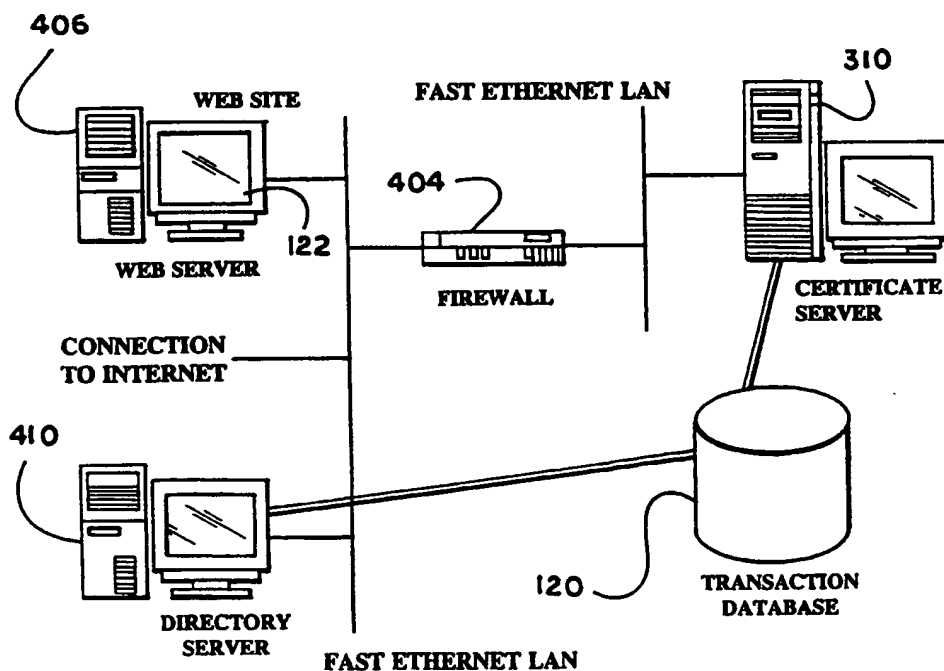 406
310
WEB SITE
FAST ETHERNET LAN
404
122
WEB SERVER
FIREWALL
CERTIFICATE
SERVER
CONNECTION
TO INTERNET
410
120
TRANSACTION
DATABASE
DIRECTORY
SERVER
FAST ETHERNET LAN